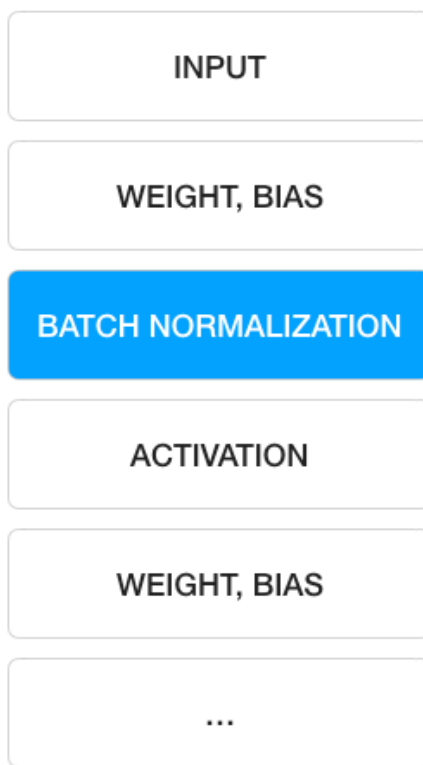 INPUT
WEIGHT, BIAS
BATCH NORMALIZATION
ACTIVATION
WEIGHT, BIAS
...